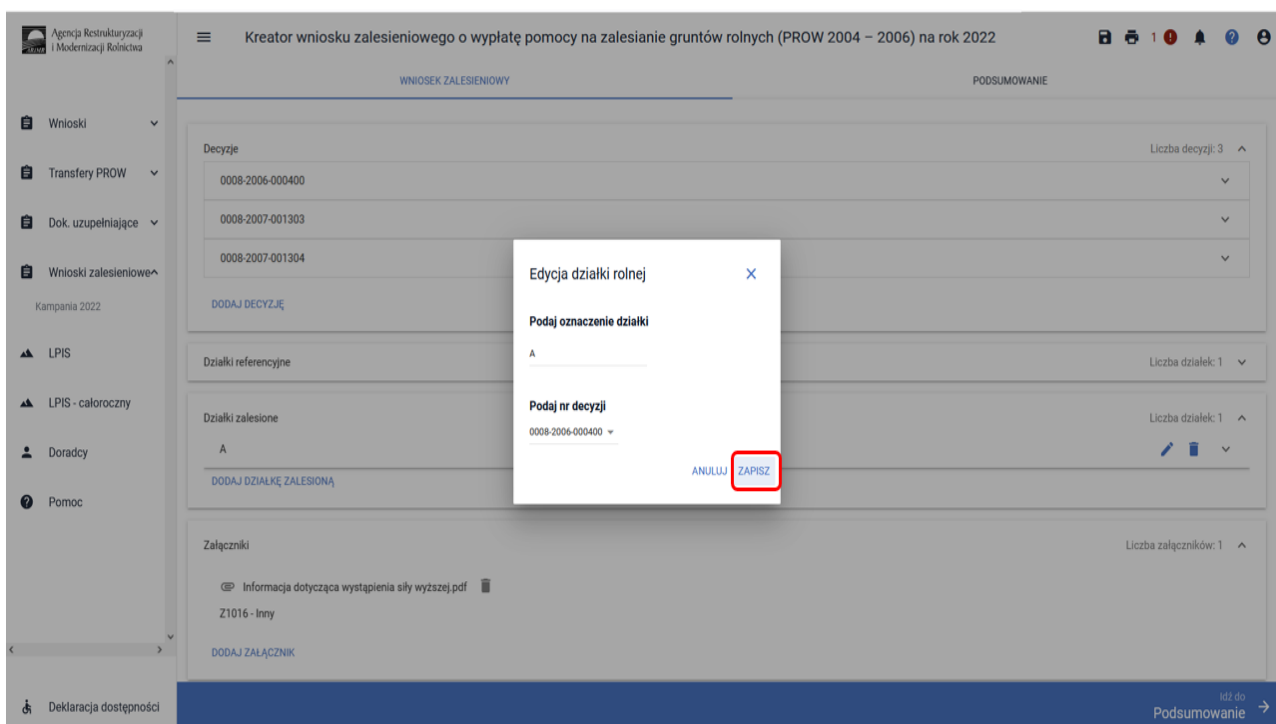 Agencja Restrukturyzacji
i Modernizacji Rolnictwa
Kreator wniosku zalesieniowego o wypłatę pomocy na zalesianie gruntów rolnych (PROW 2004 – 2006) na rok 2022
1
WNIOSEK ZALESIENIOWY
PODSUMOWANIE
Wnioski
Transfery PROW
Dok. uzupełniające
Wnioski zalesieniowe
Kampania 2022
LPIS
LPIS - całoroczny
Doradcy
Pomoc
Deklaracja dostępności
Decyzje
Liczba decyzji: 3
0008-2006-000400
0008-2007-001303
0008-2007-001304
DODAJ DECYZJĘ
Działki referencyjne
Liczba działek: 1
Działki zalesione
Liczba działek: 1
A
DODAJ DZIAŁKĘ ZALESIONĄ
Edycja działki rolnej
Podaj oznaczenie działki
A
Podaj nr decyzji
0008-2006-000400
ANULUJ
ZAPISZ
Załączniki
Liczba załączników: 1
Informacja dotycząca wystąpienia siły wyższej.pdf
Z1016 - Inny
DODAJ ZAŁĄCZNIK
Idź do
Podsumowanie